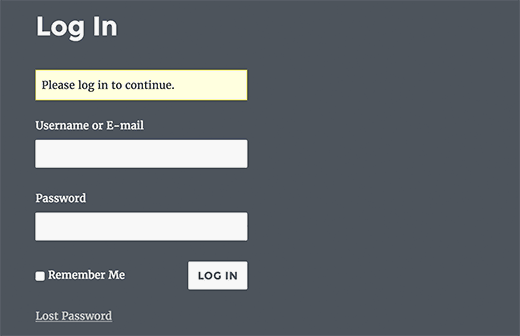 Log In
Please log in to continue.
Username or E-mail
Password
Remember Me
LOG IN
Lost Password